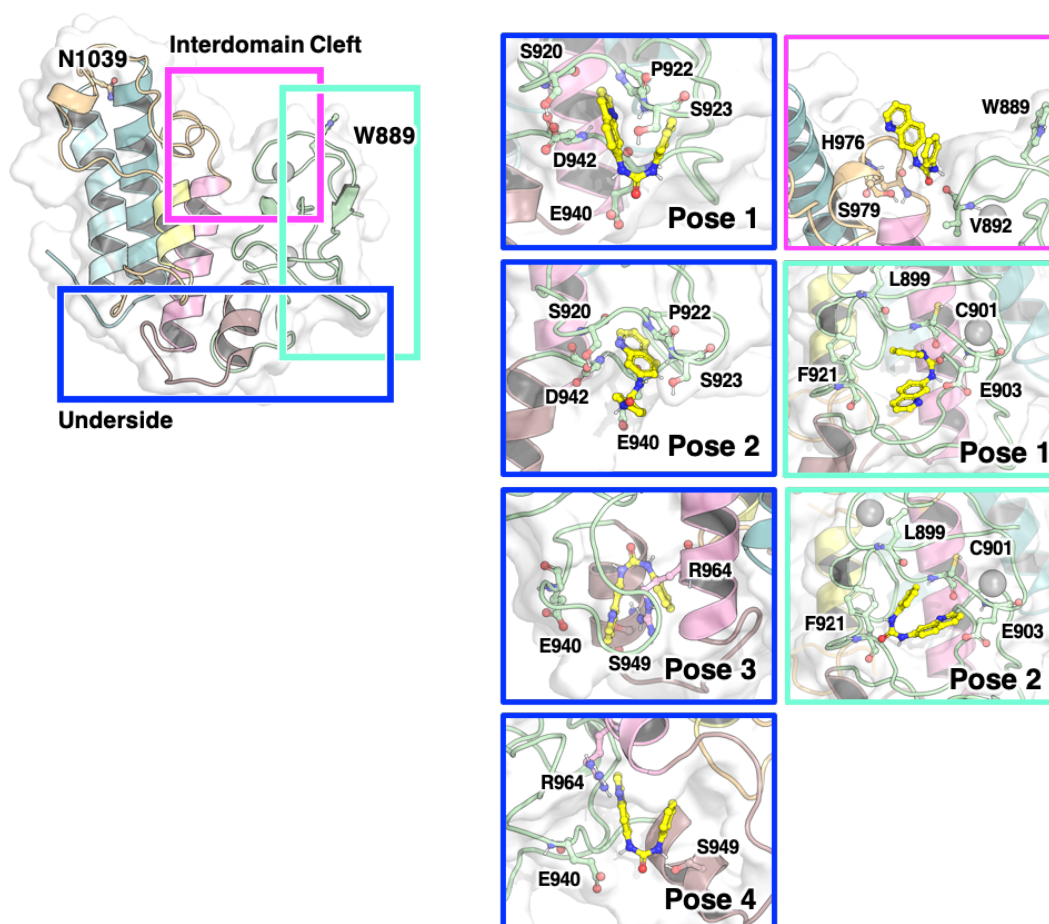 Interdomain Cleft
N1039
W889
Underside
S920
P922
S923
D942
E940
Pose 1
W889
H976
S979
V892
S920
P922
D942
S923
E940
Pose 2
L899
C901
F921
E903
Pose 1
R964
E940
S949
Pose 3
L899
C901
F921
E903
Pose 2
R964
S949
E940
Pose 4